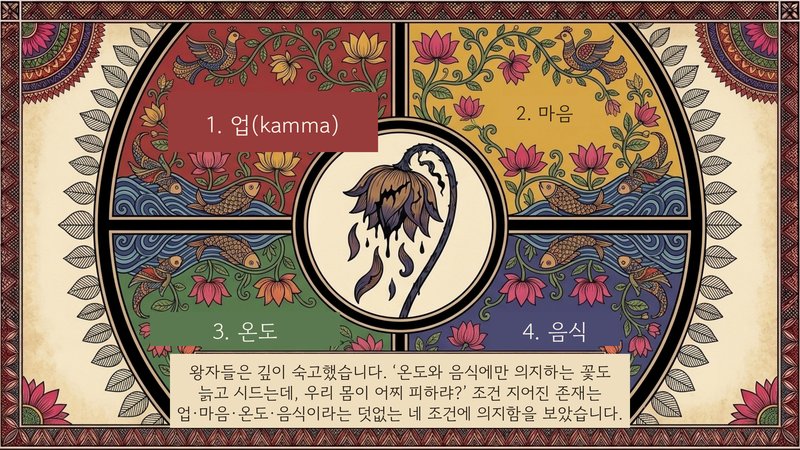 1. 업(kamma)
2. 마음
3. 온도
4. 음식
왕자들은 깊이 숙고했습니다. ‘온도와 음식에만 의지하는 꽃도
늙고 시드는데, 우리 몸이 어찌 피하랴?’ 조건 지어진 존재는
업·마음·온도·음식이라는 덧없는 네 조건에 의지함을 보았습니다.